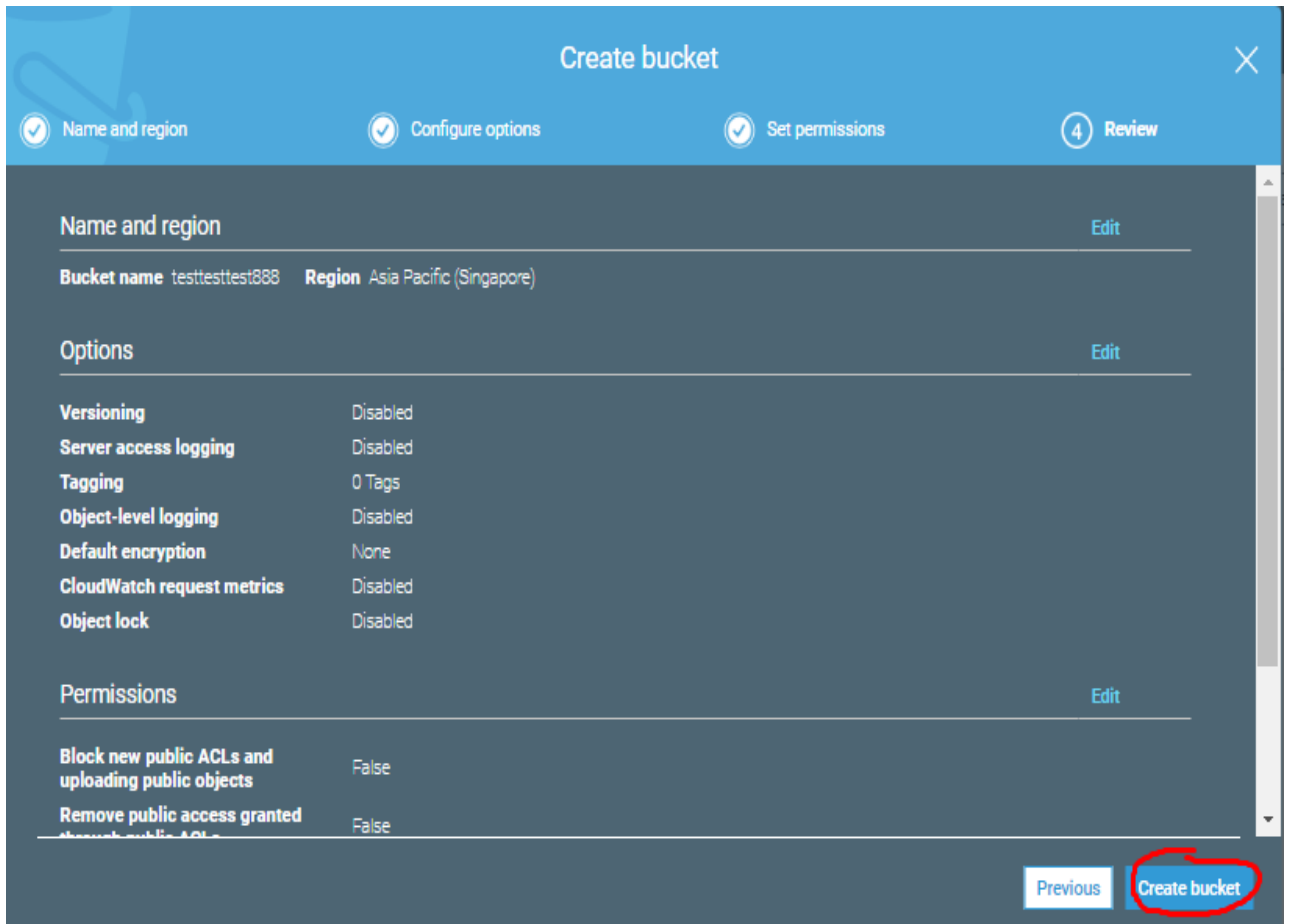 Create bucket
Name and region Configure options Set permissions 4 Review
Name and region Edit
Bucket name testtesttest888 Region Asia Pacific (Singapore)
Options Edit
Versioning Disabled
Server access logging Disabled
Tagging 0 Tags
Object-level logging Disabled
Default encryption None
CloudWatch request metrics Disabled
Object lock Disabled
Permissions Edit
Block new public ACLs and
uploading public objects False
Remove public access granted
through public ACLs False
Previous Create bucket